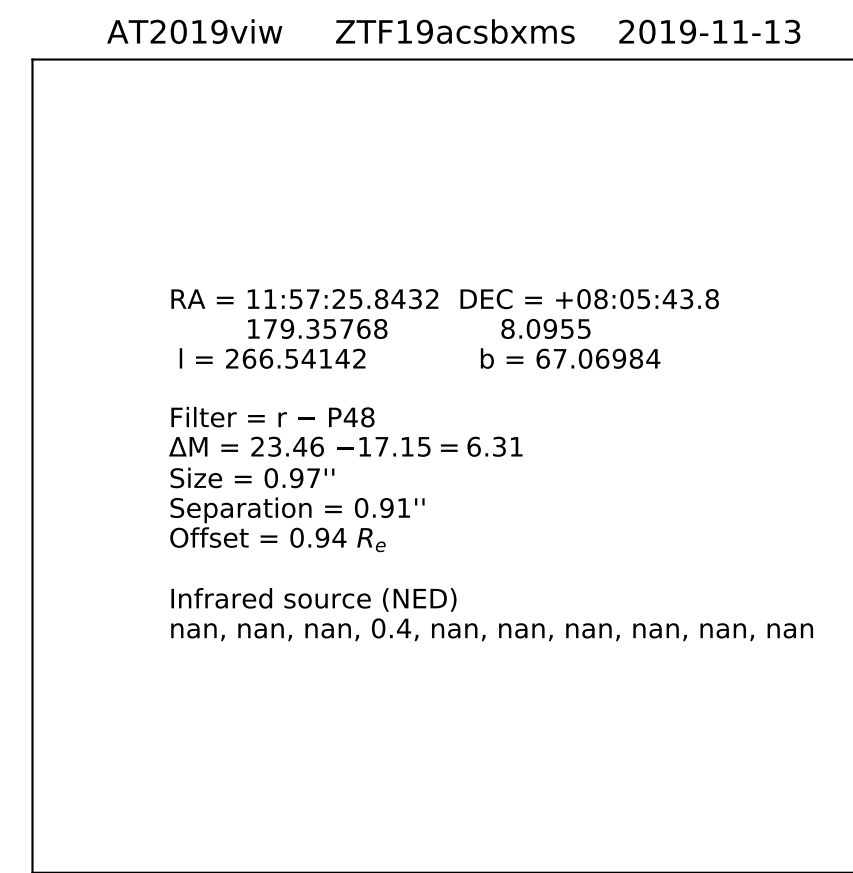 AT2019viw ZTF19acsbxms 2019-11-13
RA = 11:57:25.8432 DEC = +08:05:43.8
179.35768 8.0955
l = 266.54142 b = 67.06984
Filter = r − P48
ΔM = 23.46 −17.15 = 6.31
Size = 0.97''
Separation = 0.91''
Offset = 0.94 Rₑ
Infrared source (NED)
nan, nan, nan, 0.4, nan, nan, nan, nan, nan, nan